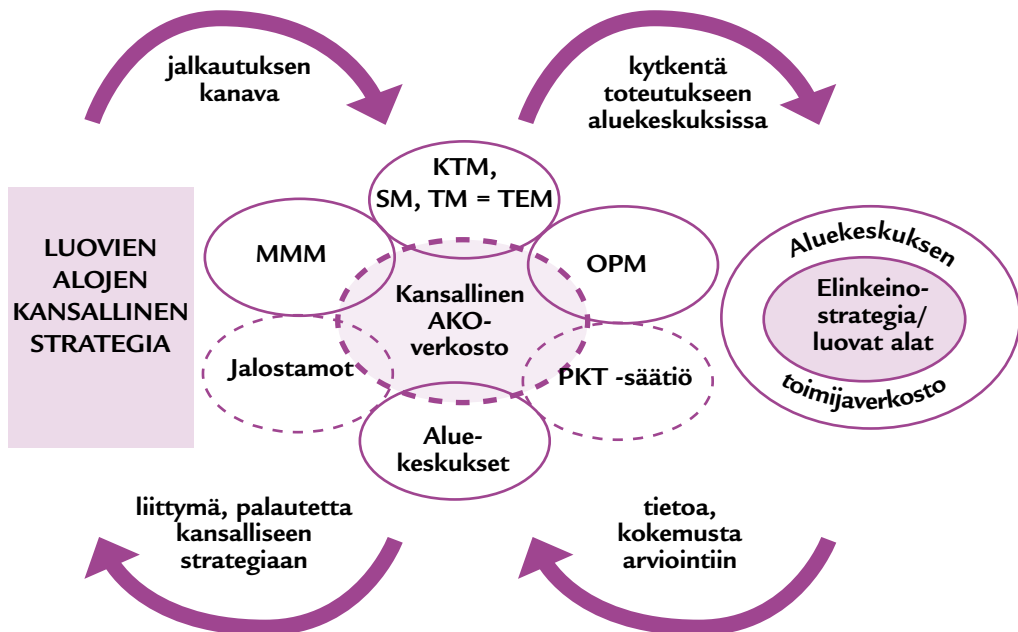 jalkautuksen
kanava
kytkentä
toteutukseen
aluekeskuksissa
LUOVIEN
ALOJEN
KANSALLINEN
STRATEGIA
KTM,
SM, TM = TEM
MMM
OPM
Kansallinen
AKO-
verkosto
Jalostamot
PKT -säätiö
Alue-
keskukset
Aluekeskuksen
Elinkeino-
strategia/
luovat alat
toimijaverkosto
liittymä, palautetta
kansalliseen
strategiaan
tietoa,
kokemusta
arviointiin